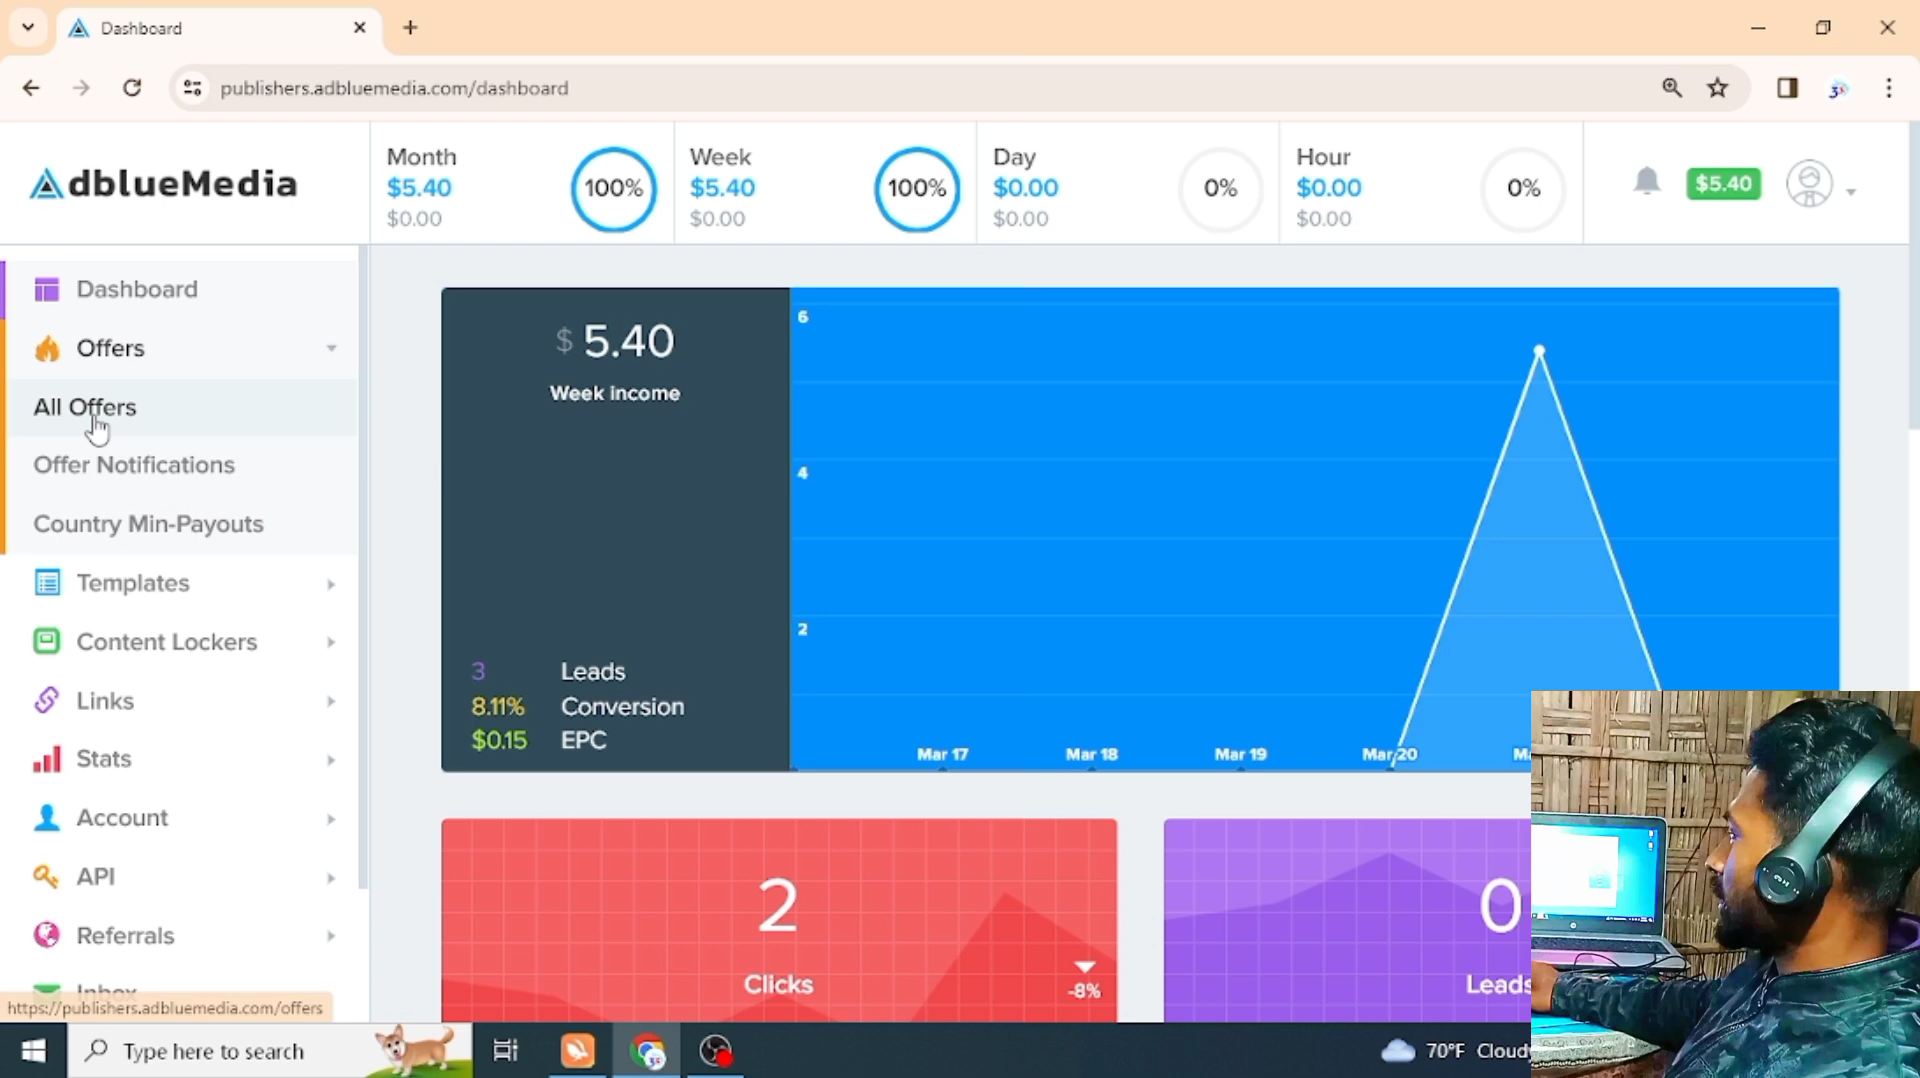 Dashboard
publishers.adbluemedia.com/dashboard
AdblueMedia
Month
$5.40
$0.00
100%
Week
$5.40
$0.00
100%
Day
$0.00
$0.00
0%
Hour
$0.00
$0.00
0%
$5.40
Dashboard
Offers
All Offers
Offer Notifications
Country Min-Payouts
Templates
Content Lockers
Links
Stats
Account
API
Referrals
Inbox
https://publishers.adbluemedia.com/offers
$ 5.40
Week income
3 Leads
8.11% Conversion
$0.15 EPC
6
4
2
Mar 17
Mar 18
Mar 19
Mar 20
2
Clicks
-8%
0
Leads
Type here to search
70°F Cloudy